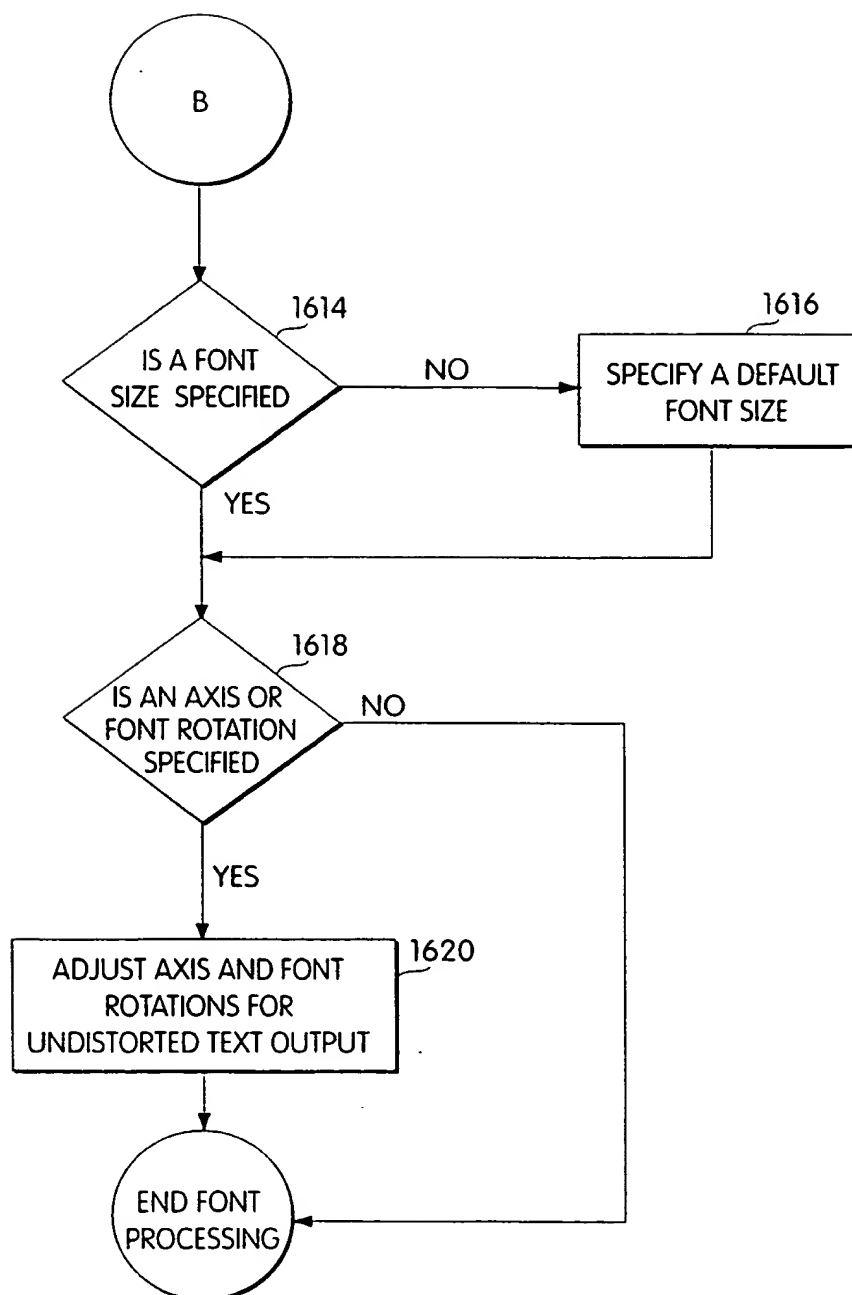 B
1614
IS A FONT
SIZE SPECIFIED
NO
1616
SPECIFY A DEFAULT
FONT SIZE
YES
1618
IS AN AXIS OR
FONT ROTATION
SPECIFIED
NO
YES
1620
ADJUST AXIS AND FONT
ROTATIONS FOR
UNDISTORTED TEXT OUTPUT
END FONT
PROCESSING